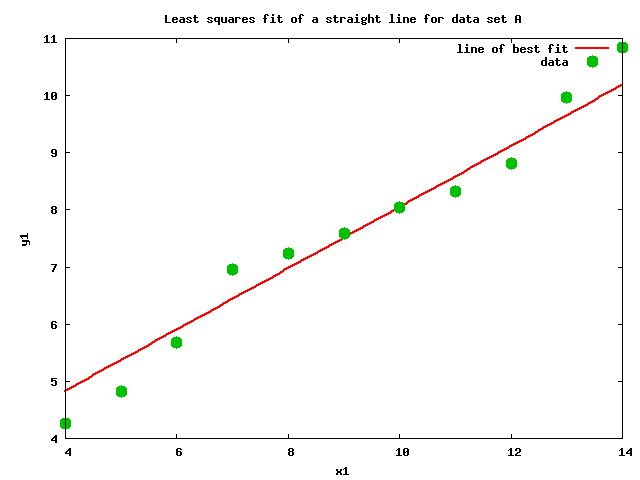 Least squares fit of a straight line for data set A
line of best fit
data
11
10
9
8
7
6
5
4
y1
4 6 8 10 12 14
x1